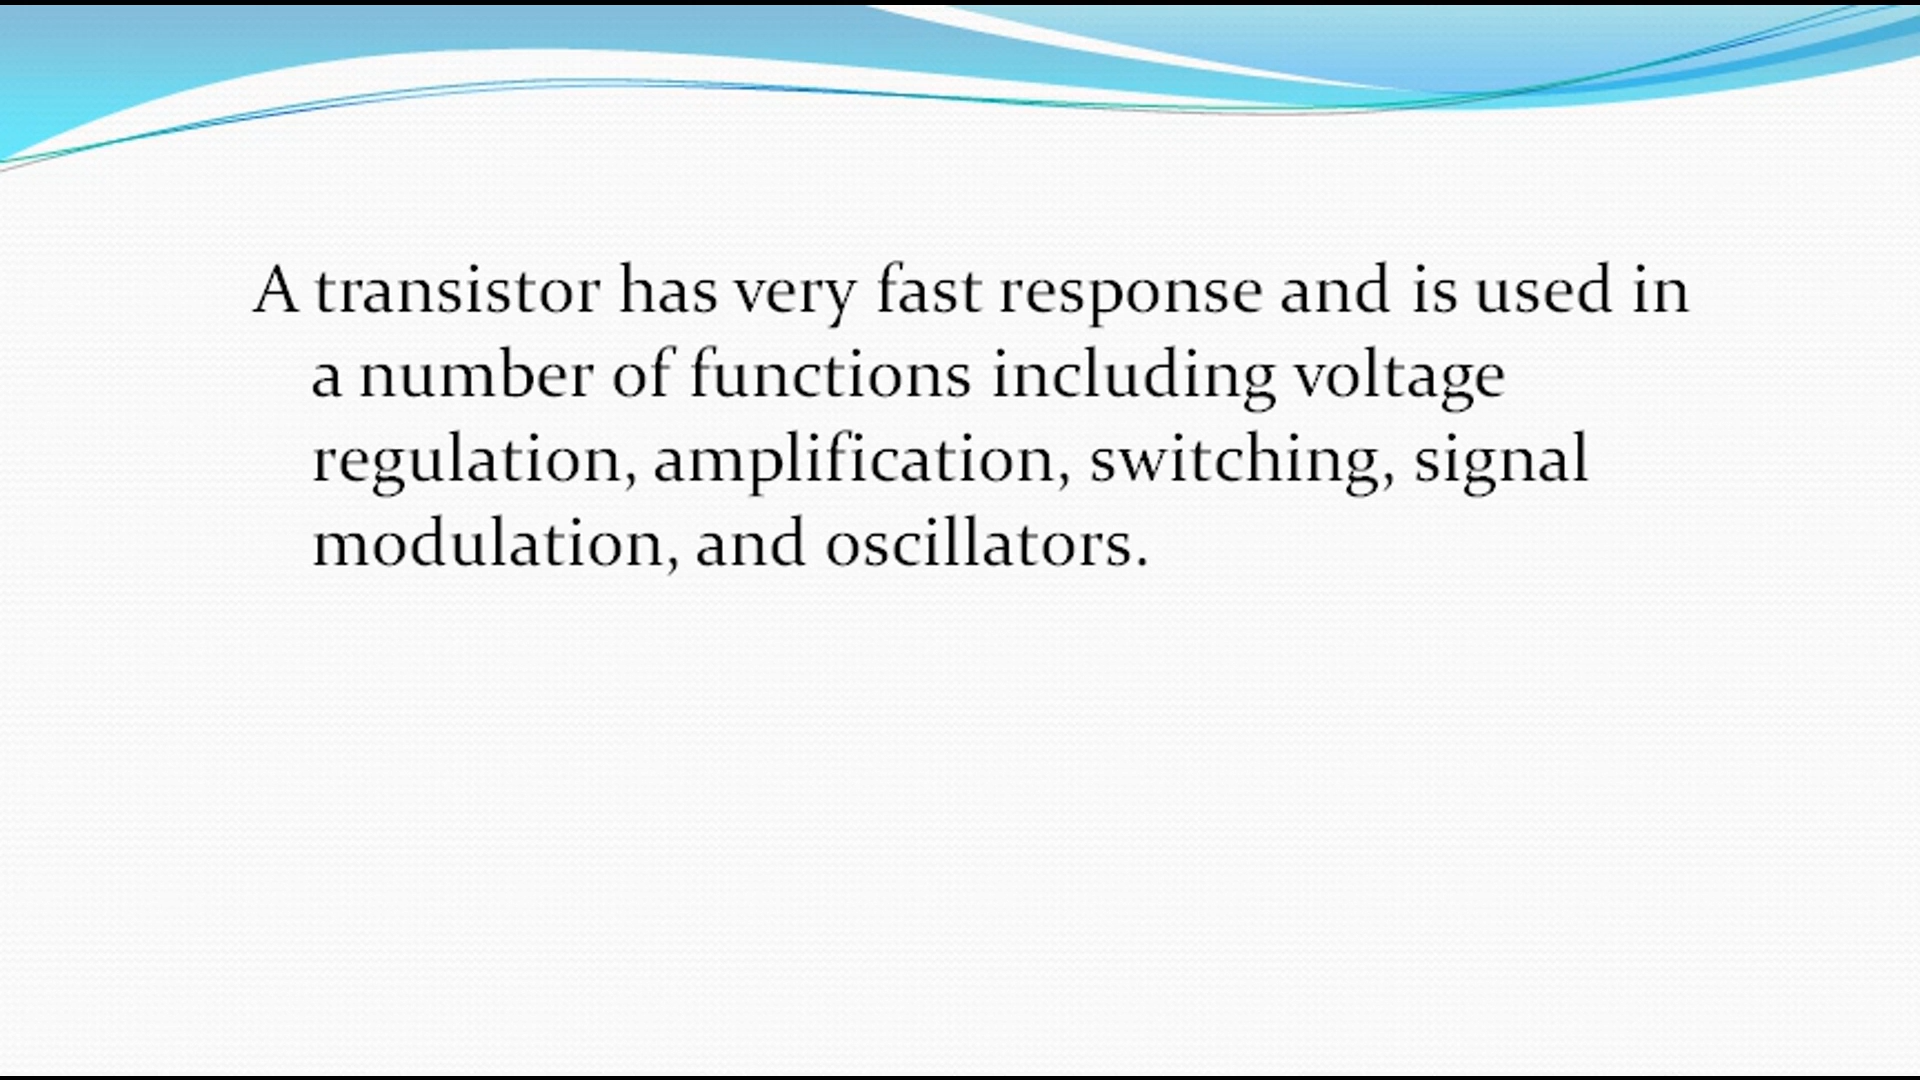 A transistor has very fast response and is used in
a number of functions including voltage
regulation, amplification, switching, signal
modulation, and oscillators.